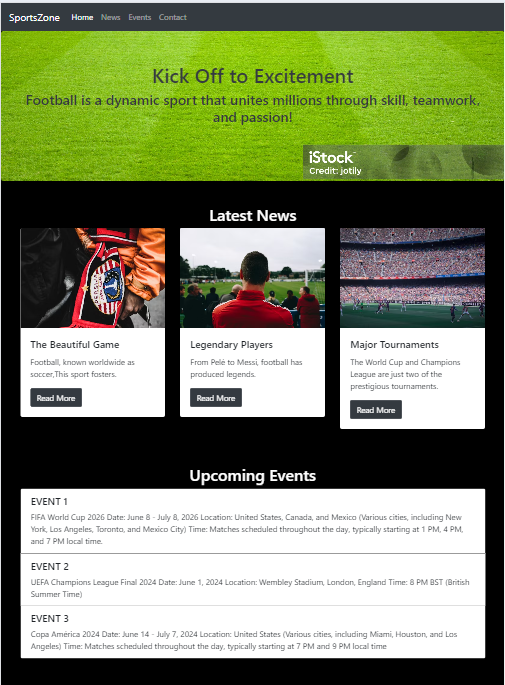 SportsZone Home News Events Contact
Kick Off to Excitement
Football is a dynamic sport that unites millions through skill, teamwork,
and passion!
iStock
Credit: jotily
Latest News
The Beautiful Game
Football, known worldwide as
soccer,This sport fosters.
Read More
Legendary Players
From Pelé to Messi, football has
produced legends.
Read More
Major Tournaments
The World Cup and Champions
League are just two of the
prestigious tournaments.
Read More
Upcoming Events
EVENT 1
FIFA World Cup 2026 Date: June 8 - July 8, 2026 Location: United States, Canada, and Mexico (Various cities, including New
York, Los Angeles, Toronto, and Mexico City) Time: Matches scheduled throughout the day, typically starting at 1 PM, 4 PM,
and 7 PM local time.
EVENT 2
UEFA Champions League Final 2024 Date: June 1, 2024 Location: Wembley Stadium, London, England Time: 8 PM BST (British
Summer Time)
EVENT 3
Copa América 2024 Date: June 14 - July 7, 2024 Location: United States (Various cities, including Miami, Houston, and Los
Angeles) Time: Matches scheduled throughout the day, typically starting at 7 PM and 9 PM local time